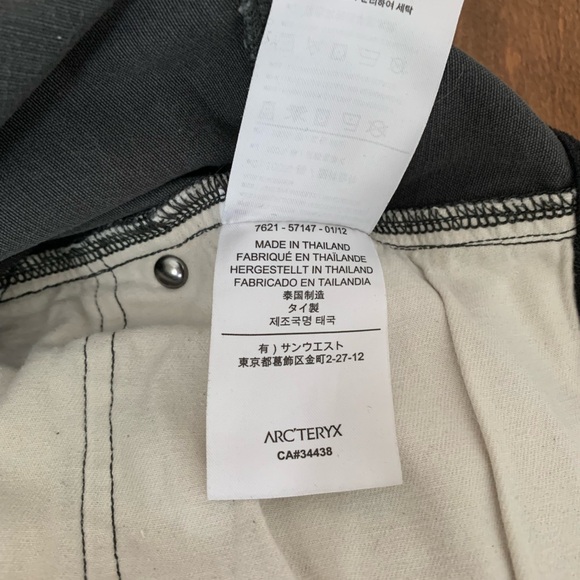 7621 - 57147 - 01/12
MADE IN THAILAND
FABRIQUÉ EN THAÏLANDE
HERGESTELLT IN THAILAND
FABRICADO EN TAILANDIA
泰国制造
タイ製
제조국명 태국
有）サンウエスト
東京都葛飾区金町2-27-12
ARC'TERYX
CA#34438